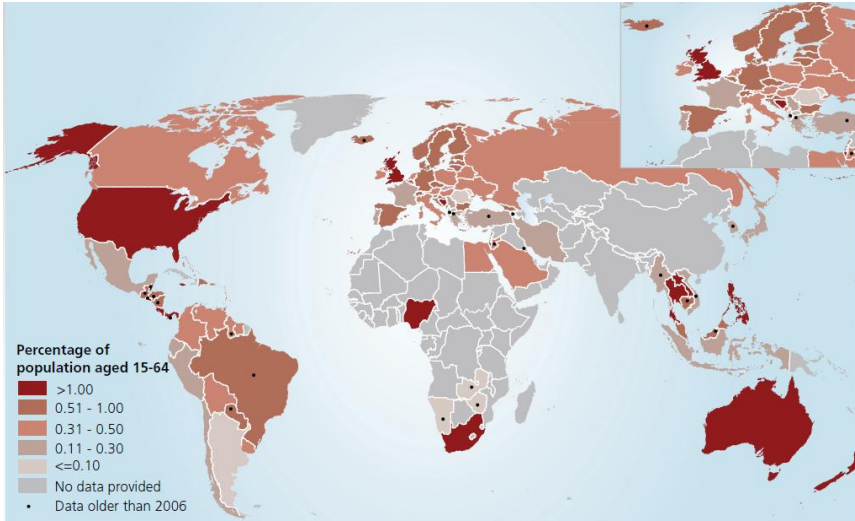 Percentage of
population aged 15-64
>1.00
0.51 - 1.00
0.31 - 0.50
0.11 - 0.30
<=0.10
No data provided
Data older than 2006